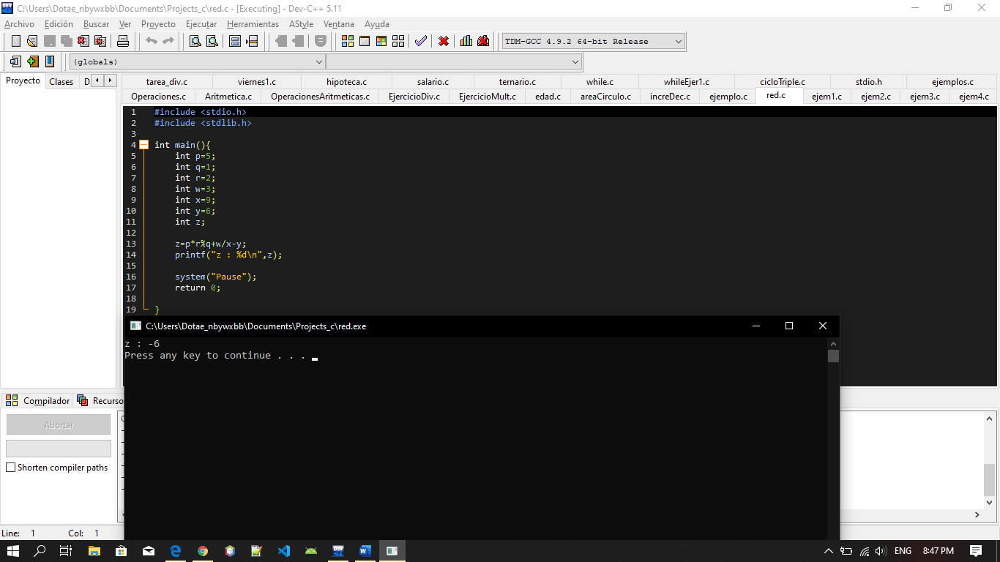 C:\Users\Dotae_nbywxbb\Documents\Projects_c\red.c - [Executing] - Dev-C++ 5.11
Archivo Edición Buscar Ver Proyecto Ejecutar Herramientas AStyle Ventana Ayuda
TDM-GCC 4.9.2 64-bit Release
(globals)
Proyecto Clases D
tarea_div.c viernes1.c hipoteca.c salario.c ternario.c while.c whileEjer1.c cicloTriple.c stdio.h ejemplos.c
Operaciones.c Aritmetica.c OperacionesAritmeticas.c EjercicioDiv.c EjercicioMult.c edad.c areaCirculo.c increDec.c ejemplo.c red.c ejem1.c ejem2.c ejem3.c ejem4.c
1 #include <stdio.h>
2 #include <stdlib.h>
3
4 int main(){
5 int p=5;
6 int q=1;
7 int r=2;
8 int w=3;
9 int x=9;
10 int y=6;
11 int z;
12
13 z=p*r%q+w/x-y;
14 printf("z : %d\n",z);
15
16 system("Pause");
17 return 0;
18
19 }
C:\Users\Dotae_nbywxbb\Documents\Projects_c\red.exe
z : -6
Press any key to continue . . .
Compilador Recurso
Abortar
Shorten compiler paths
Line: 1 Col: 1
ENG 8:47 PM